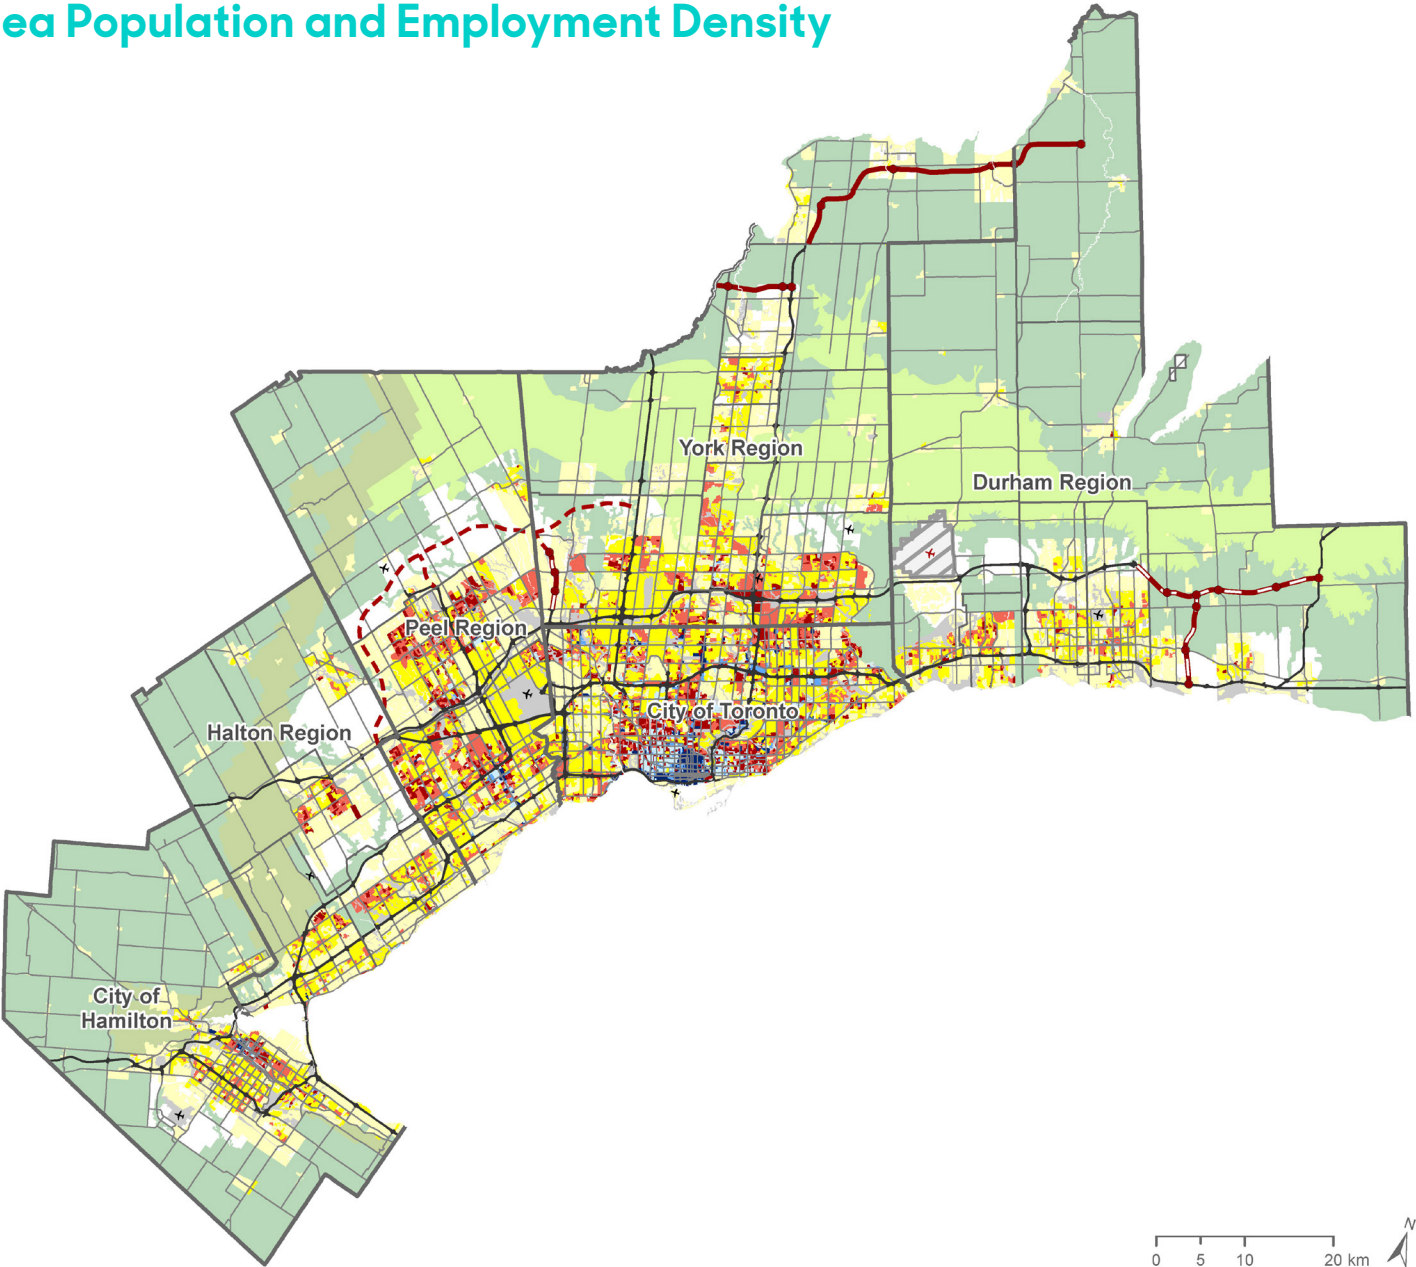 ea Population and Employment Density
York Region
Durham Region
Peel Region
City of Toronto
Halton Region
City of
Hamilton
N
0 5 10 20 km